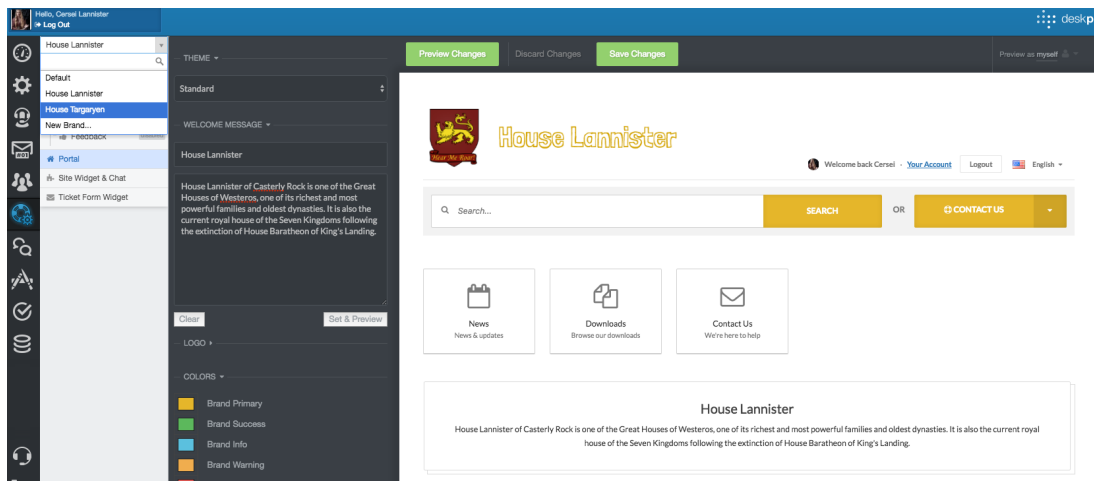 Hello, Cersei Lannister
Log Out
deskp
House Lannister
Default
House Lannister
House Targaryen
New Brand...
Feedback
Portal
Site Widget & Chat
Ticket Form Widget
THEME
Standard
WELCOME MESSAGE
House Lannister
House Lannister of Casterly Rock is one of the Great
Houses of Westeros, one of its richest and most
powerful families and oldest dynasties. It is also the
current royal house of the Seven Kingdoms following
the extinction of House Baratheon of King's Landing.
Clear
Set & Preview
LOGO
COLORS
Brand Primary
Brand Success
Brand Info
Brand Warning
Preview Changes
Discard Changes
Save Changes
Preview as myself
Hear Me Roar!
House Lannister
Welcome back Cersei - Your Account
Logout
English
Search...
SEARCH
OR
CONTACT US
News
News & updates
Downloads
Browse our downloads
Contact Us
We're here to help
House Lannister
House Lannister of Casterly Rock is one of the Great Houses of Westeros, one of its richest and most powerful families and oldest dynasties. It is also the current royal
house of the Seven Kingdoms following the extinction of House Baratheon of King's Landing.